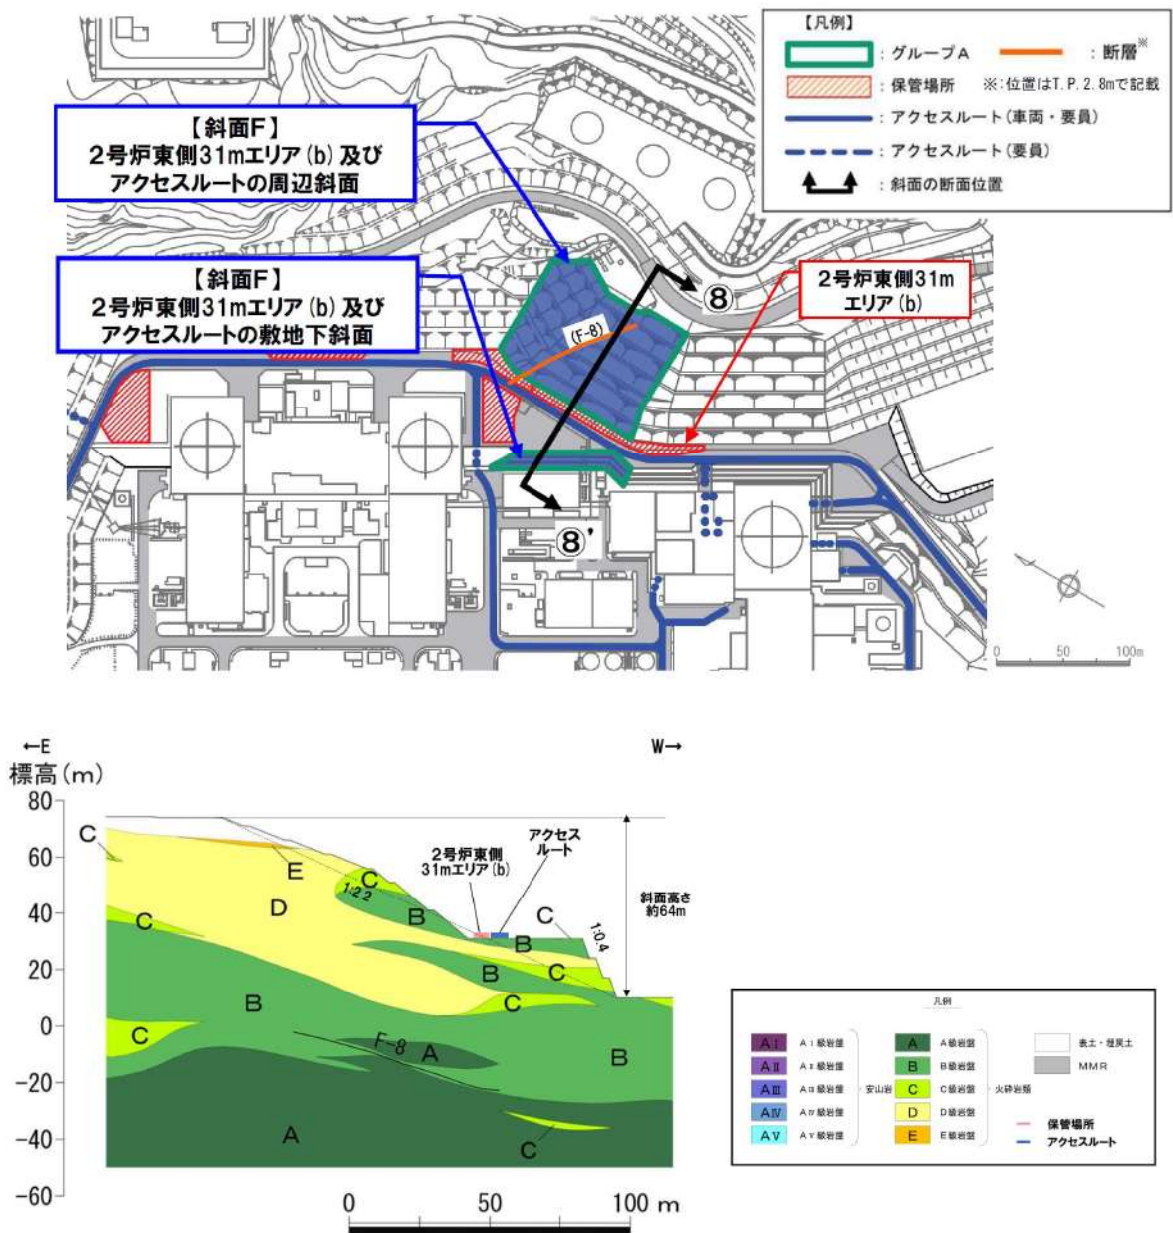 【凡例】
：グループA
：断層※
：保管場所
※：位置はT.P.2.8mで記載
：アクセスルート(車両・要員)
：アクセスルート(要員)
：斜面の断面位置
【斜面F】
2号炉東側31mエリア(b)及び
アクセスルートの周辺斜面
【斜面F】
2号炉東側31mエリア(b)及び
アクセスルートの敷地下斜面
2号炉東側31m
エリア(b)
(F-8)
⑧
⑧'
0 50 100m
←E
W→
標高(m)
80
60
40
20
0
-20
-40
-60
C
E
D
C
B
C
1:2.2
C
B
2号炉東側
31mエリア(b)
アクセス
ルート
C
1:0.4
B
B
C
C
斜面高さ
約64m
F-8
A
B
A
C
0 50 100 m
凡例
AⅠ AⅠ級岩盤
AⅡ AⅡ級岩盤
AⅢ AⅢ級岩盤
AⅣ AⅣ級岩盤
AⅤ AⅤ級岩盤
安山岩
A A級岩盤
B B級岩盤
C C級岩盤
D D級岩盤
E E級岩盤
火砕岩類
表土・埋戻土
MMR
保管場所
アクセスルート